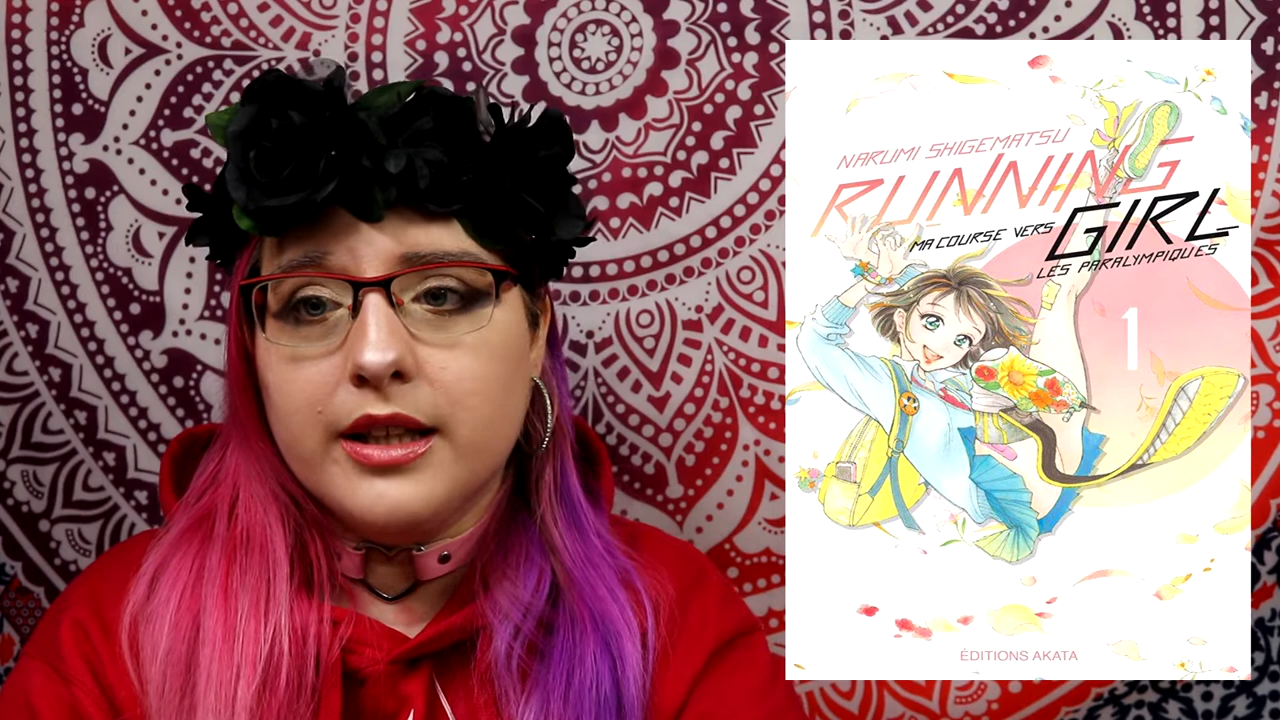 NARUMI SHIGEMATSU
RUNNING
GIRL
MA COURSE VERS
LES PARALYMPIQUES
1
ÉDITIONS AKATA